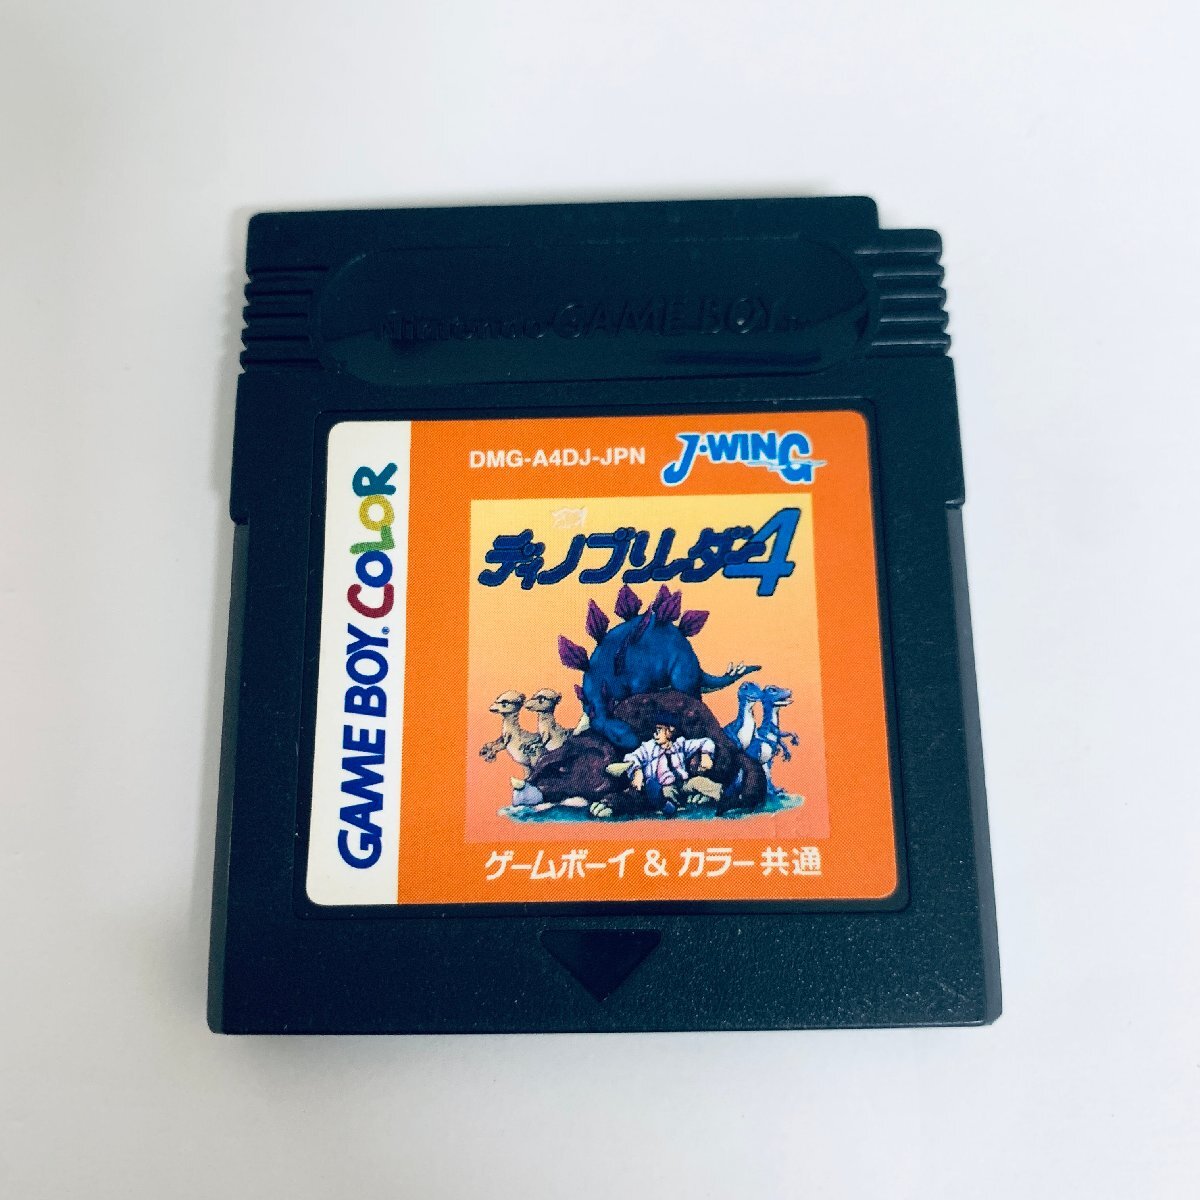 Nintendo GAME BOY TM
DMG-A4DJ-JPN
J・WING
GAME BOY® COLOR
ディノブリーダー4
ゲームボーイ & カラー共通